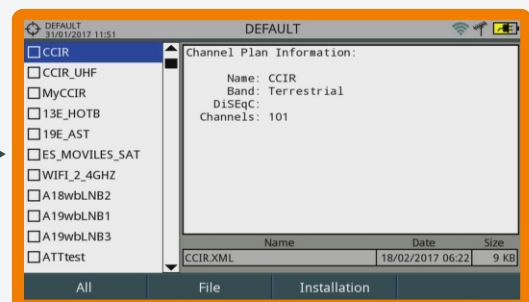 DEFAULT
31/01/2017 11:51
DEFAULT
CCIR
CCIR_UHF
MyCCIR
13E_HOTB
19E_AST
ES_MOVILES_SAT
WIFI_2_4GHZ
A18wbLNB2
A19wbLNB1
A19wbLNB3
ATTtest
Channel Plan Information:
Name: CCIR
Band: Terrestrial
DiSEqC:
Channels: 101
Name Date Size
CCIR.XML 18/02/2017 06:22 9 KB
All File Installation